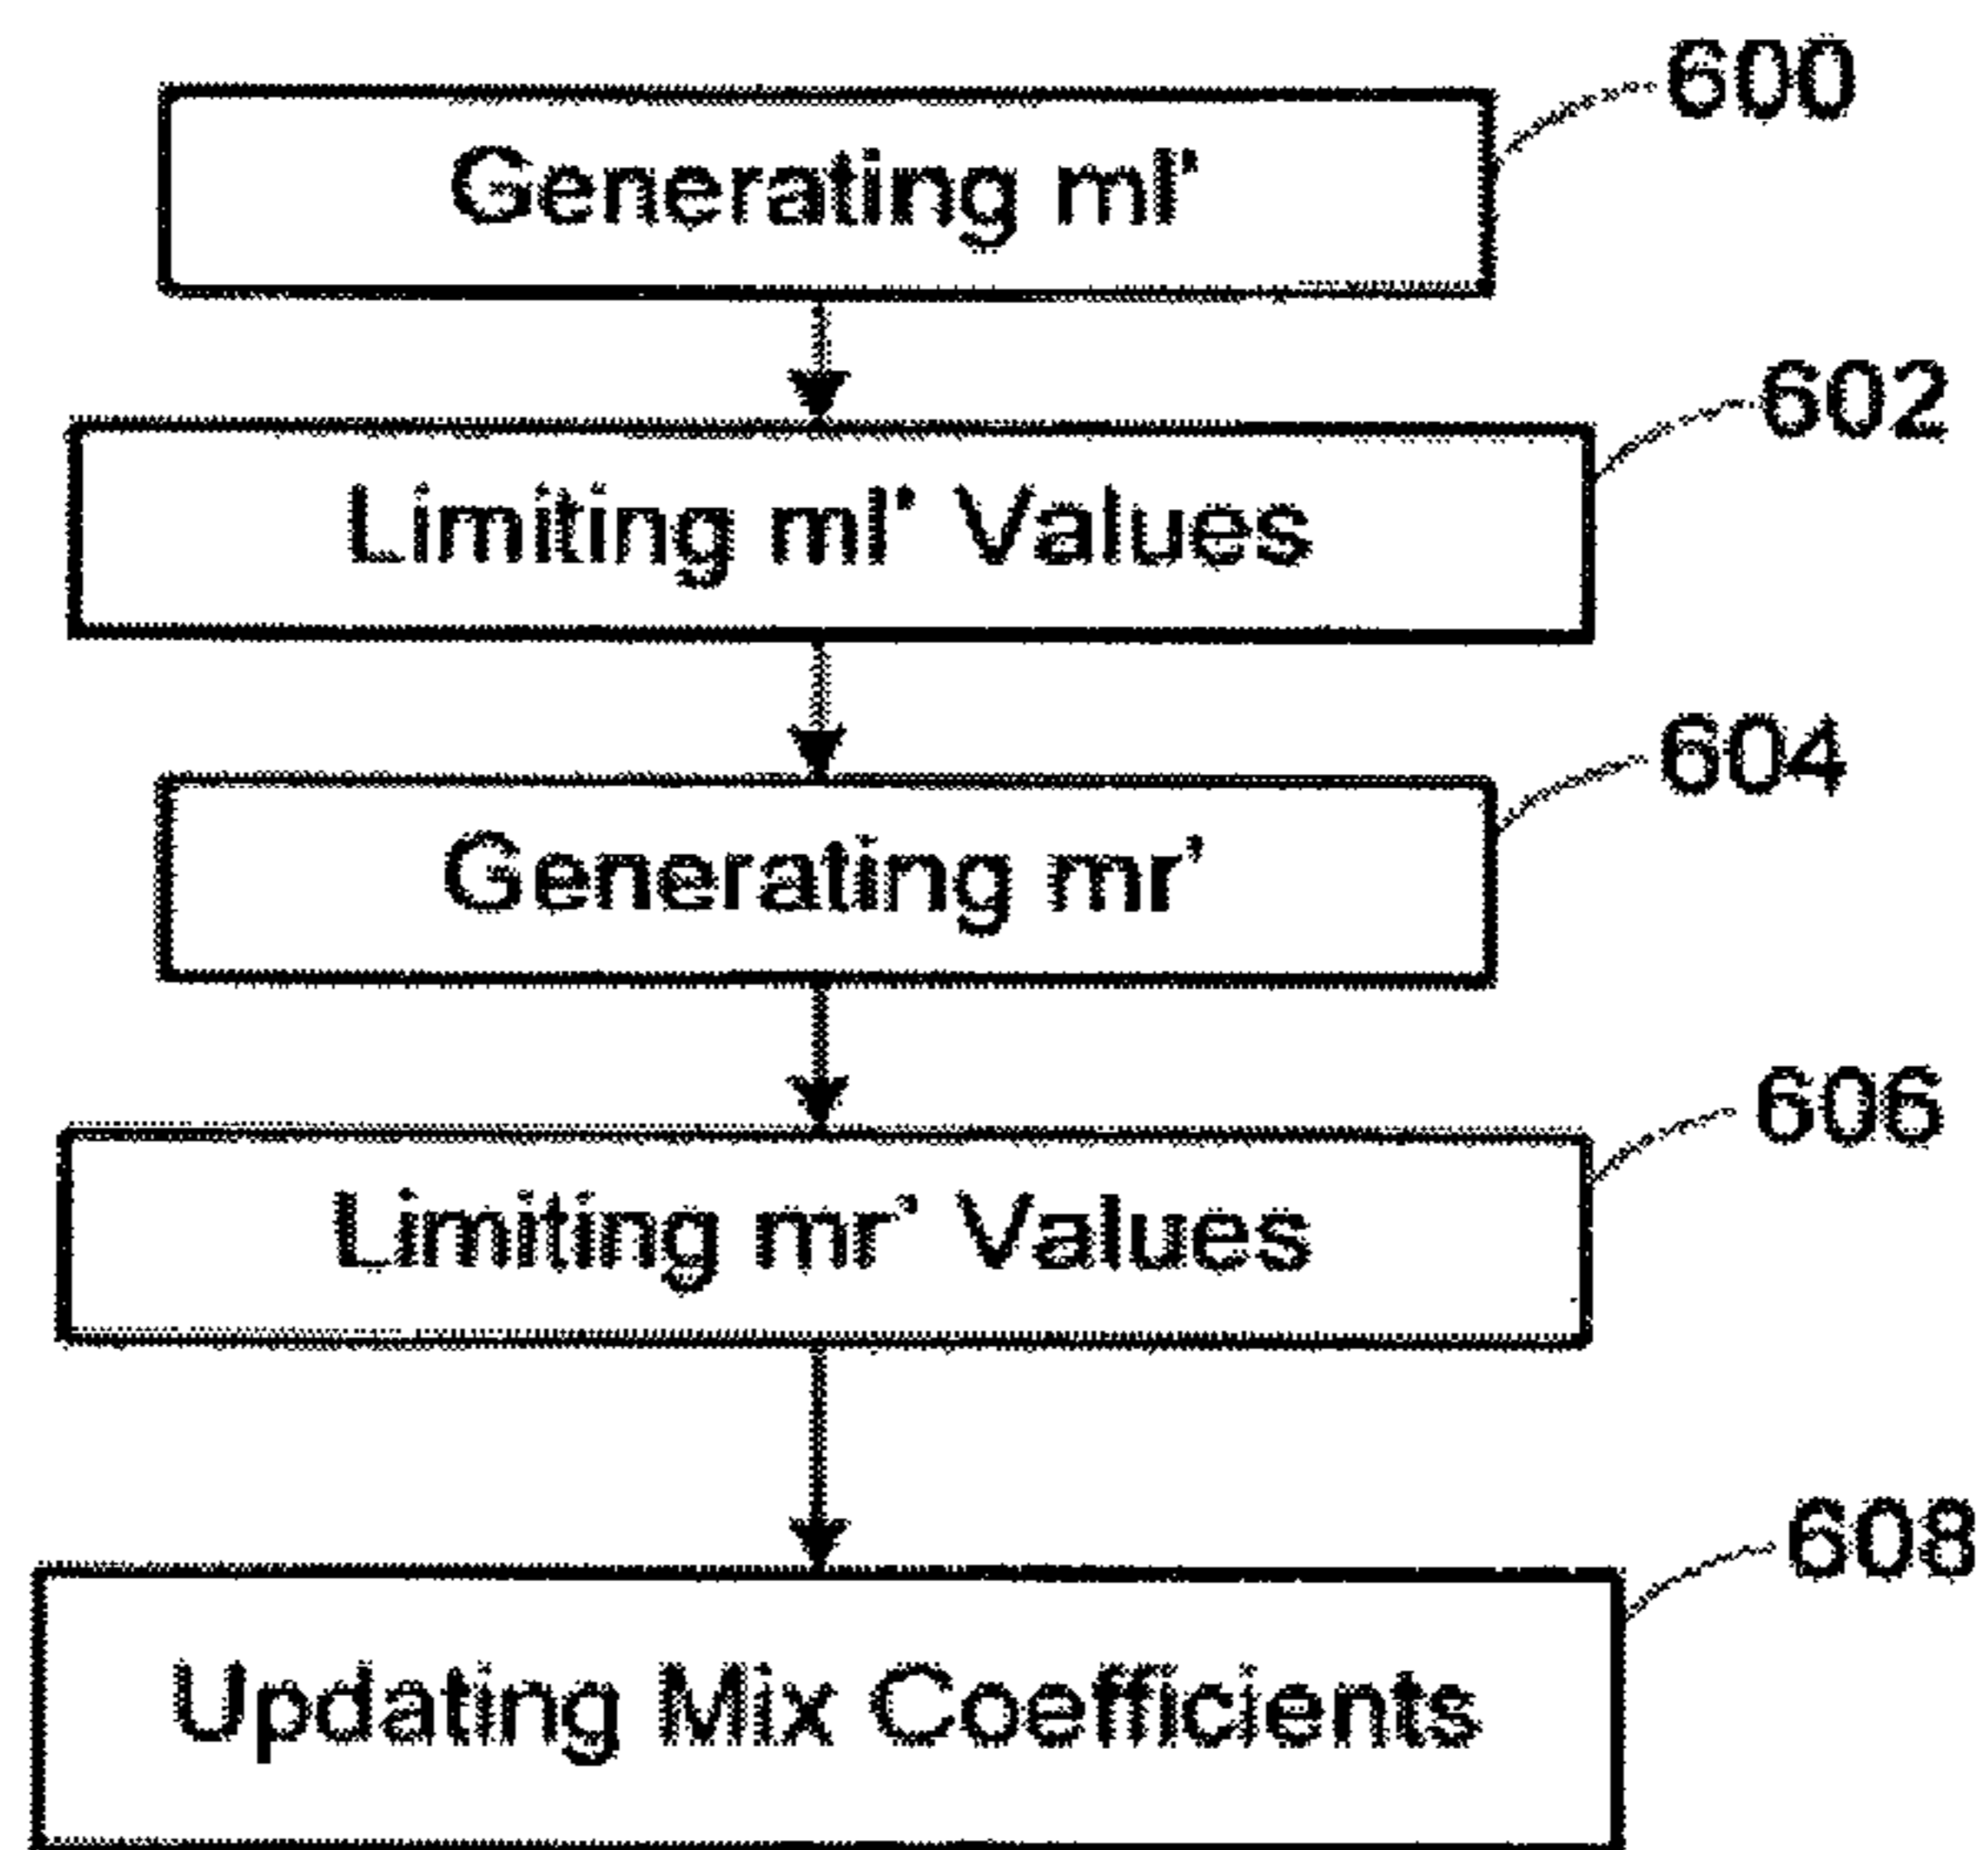 600
Generating ml'
602
Limiting ml' Values
604
Generating mr'
606
Limiting mr' Values
608
Updating Mix Coefficients